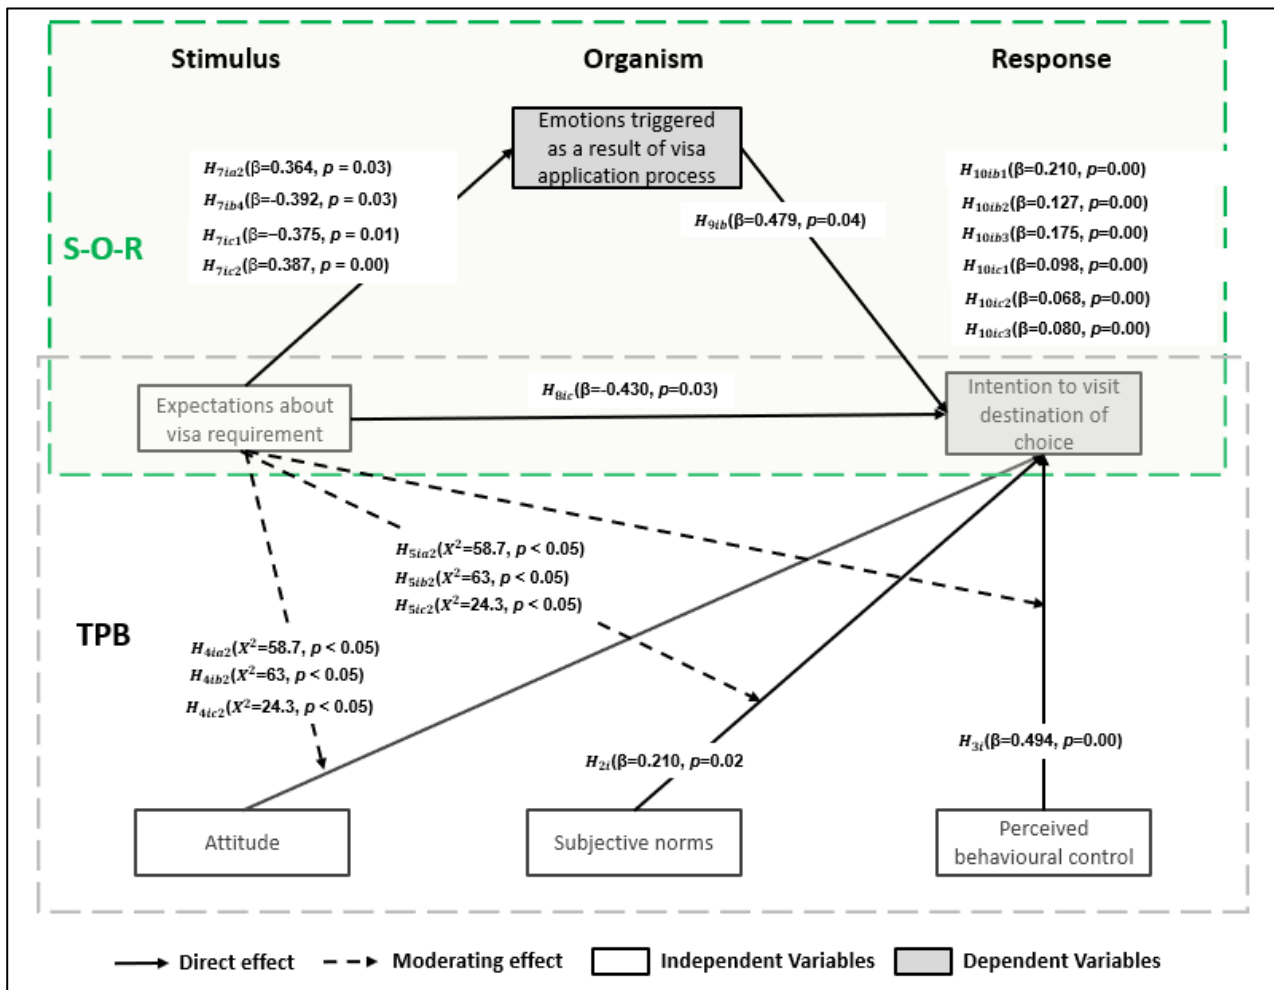 Stimulus
Organism
Response
Emotions triggered
as a result of visa
application process
H7ia2(β=0.364, p = 0.03)
H7ib4(β=-0.392, p = 0.03)
H7ic1(β=−0.375, p = 0.01)
H7ic2(β=0.387, p = 0.00)
H9ib(β=0.479, p=0.04)
H10ib1(β=0.210, p=0.00)
H10ib2(β=0.127, p=0.00)
H10ib3(β=0.175, p=0.00)
H10ic1(β=0.098, p=0.00)
H10ic2(β=0.068, p=0.00)
H10ic3(β=0.080, p=0.00)
S-O-R
Expectations about
visa requirement
H8ic(β=-0.430, p=0.03)
Intention to visit
destination of
choice
H5ia2(X²=58.7, p < 0.05)
H5ib2(X²=63, p < 0.05)
H5ic2(X²=24.3, p < 0.05)
TPB
H4ia2(X²=58.7, p < 0.05)
H4ib2(X²=63, p < 0.05)
H4ic2(X²=24.3, p < 0.05)
H2i(β=0.210, p=0.02
H3i(β=0.494, p=0.00)
Attitude
Subjective norms
Perceived
behavioural control
Direct effect
Moderating effect
Independent Variables
Dependent Variables